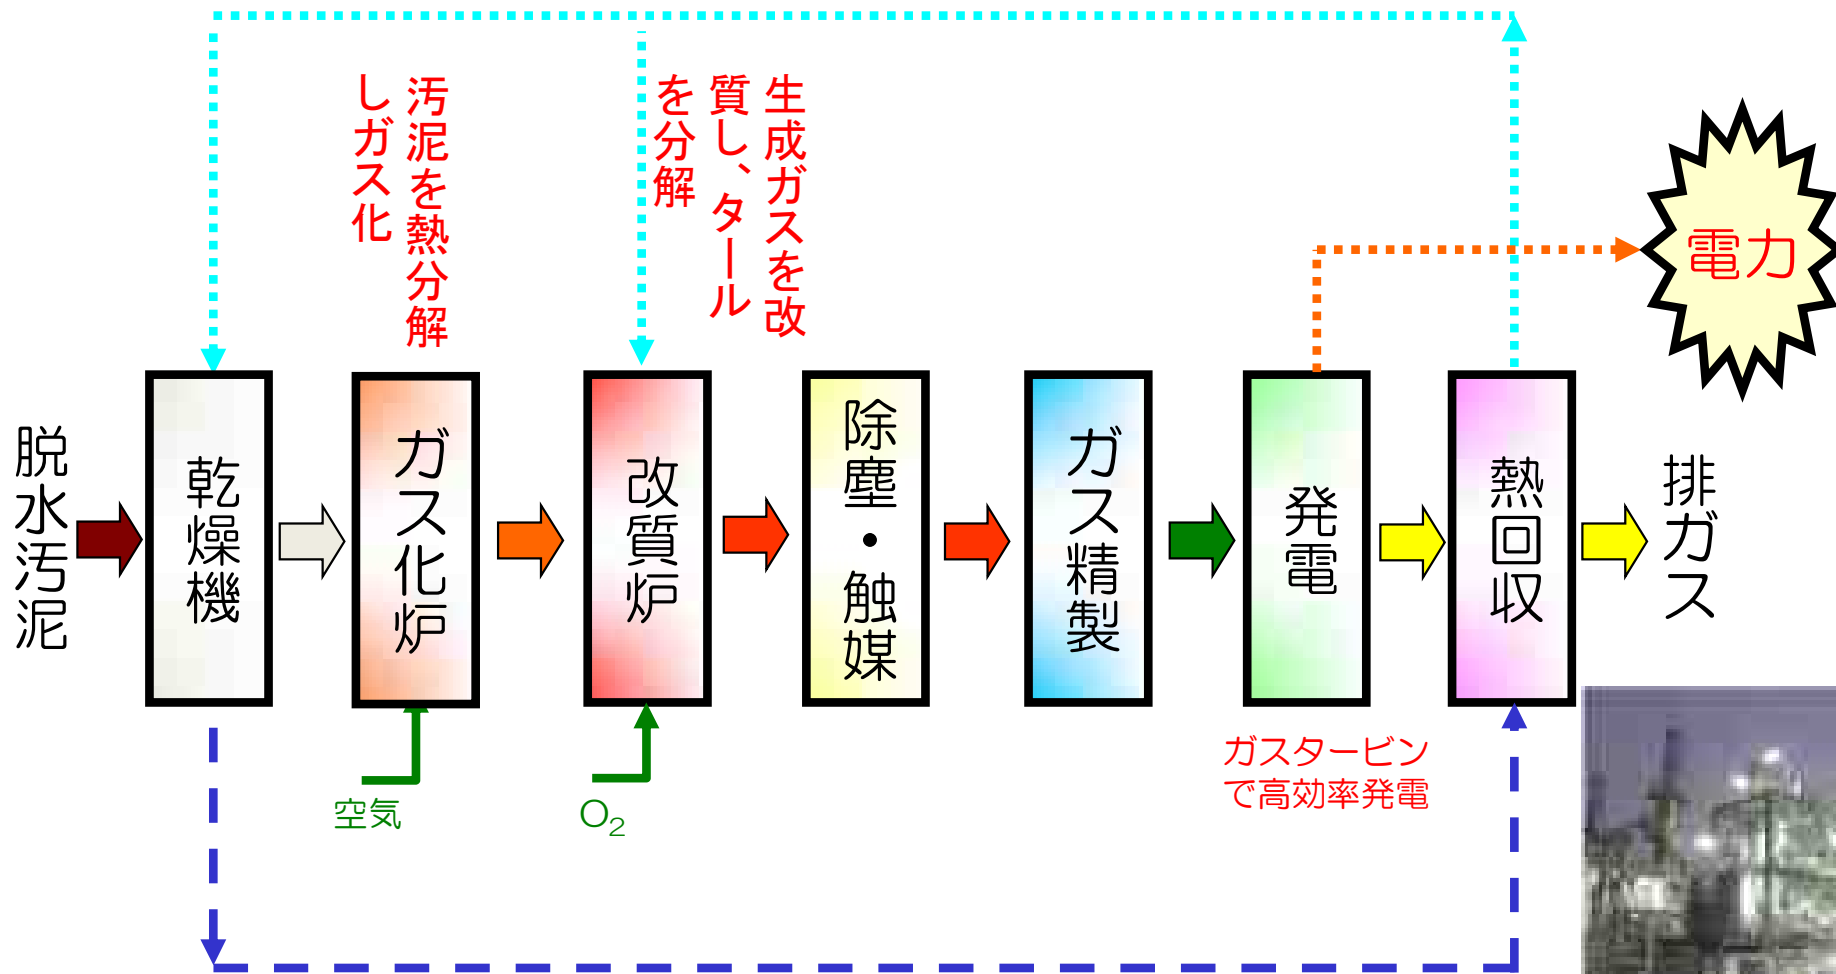 汚泥を熱分解
しガス化
生成ガスを改
質し、タール
を分解
電力
脱水汚泥
乾燥機
ガス化炉
改質炉
除塵・触媒
ガス精製
発電
熱回収
排ガス
空気
O₂
ガスタービン
で高効率発電